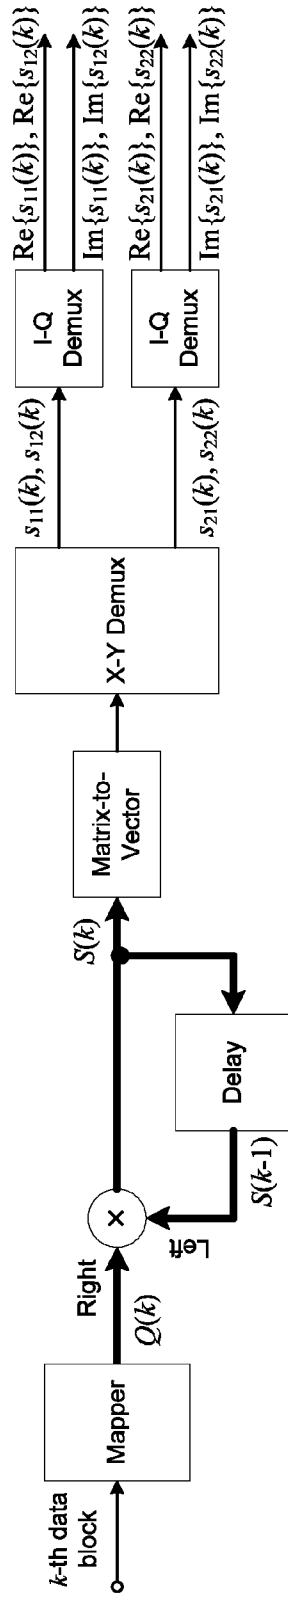 k-th data
block
Mapper
Right
Q(k)
×
Left
S(k-1)
Delay
S(k)
Matrix-to-
Vector
X-Y Demux
s₁₁(k), s₁₂(k)
s₂₁(k), s₂₂(k)
I-Q
Demux
I-Q
Demux
Re{s₁₁(k)}, Re{s₁₂(k)}
Im{s₁₁(k)}, Im{s₁₂(k)}
Re{s₂₁(k)}, Re{s₂₂(k)}
Im{s₂₁(k)}, Im{s₂₂(k)}